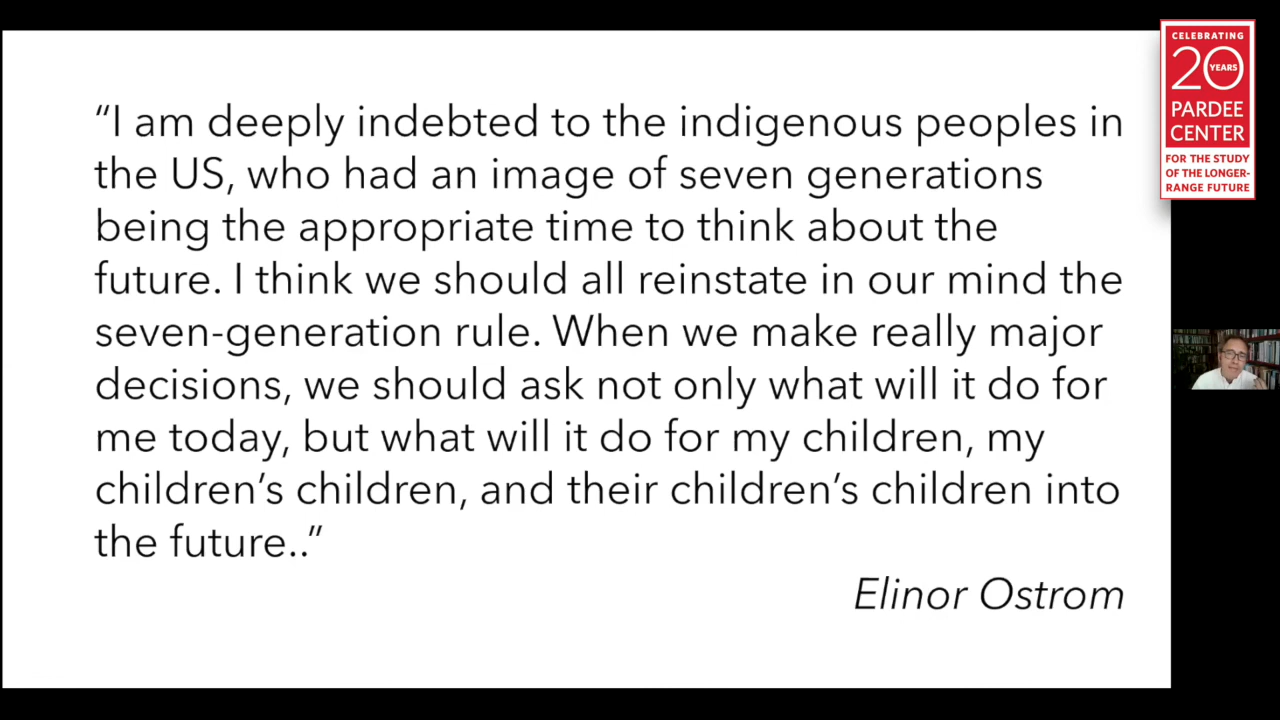 “I am deeply indebted to the indigenous peoples in
the US, who had an image of seven generations
being the appropriate time to think about the
future. I think we should all reinstate in our mind the
seven-generation rule. When we make really major
decisions, we should ask not only what will it do for
me today, but what will it do for my children, my
children’s children, and their children’s children into
the future..”
Elinor Ostrom
CELEBRATING
20
YEARS
PARDEE
CENTER
FOR THE STUDY
OF THE LONGER-
RANGE FUTURE